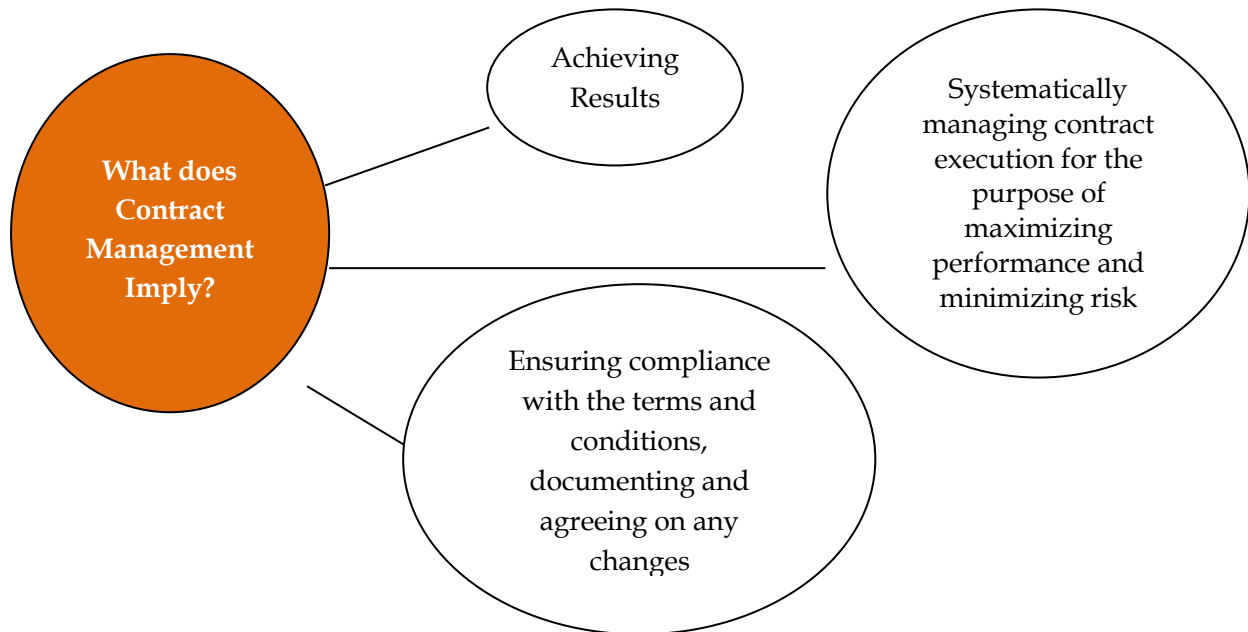 What does
Contract
Management
Imply?
Achieving
Results
Systematically
managing contract
execution for the
purpose of
maximizing
performance and
minimizing risk
Ensuring compliance
with the terms and
conditions,
documenting and
agreeing on any
changes